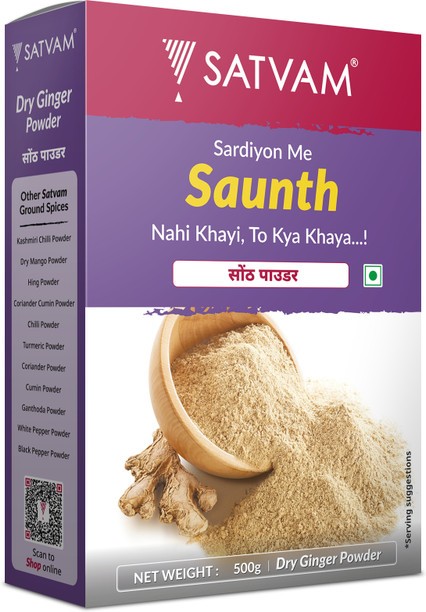 SATVAM®
Sardiyon Me
Saunth
Nahi Khayi, To Kya Khaya...!
सोंठ पाउडर
*Serving suggestions
NET WEIGHT : 500g | Dry Ginger Powder
SATVAM
Dry Ginger
Powder
सोंठ पाउडर
Other Satvam
Ground Spices
Kashmiri Chilli Powder
Dry Mango Powder
Hing Powder
Coriander Cumin Powder
Chilli Powder
Turmeric Powder
Coriander Powder
Cumin Powder
Ganthoda Powder
White Pepper Powder
Black Pepper Powder
SATVAM
Scan to
Shop online